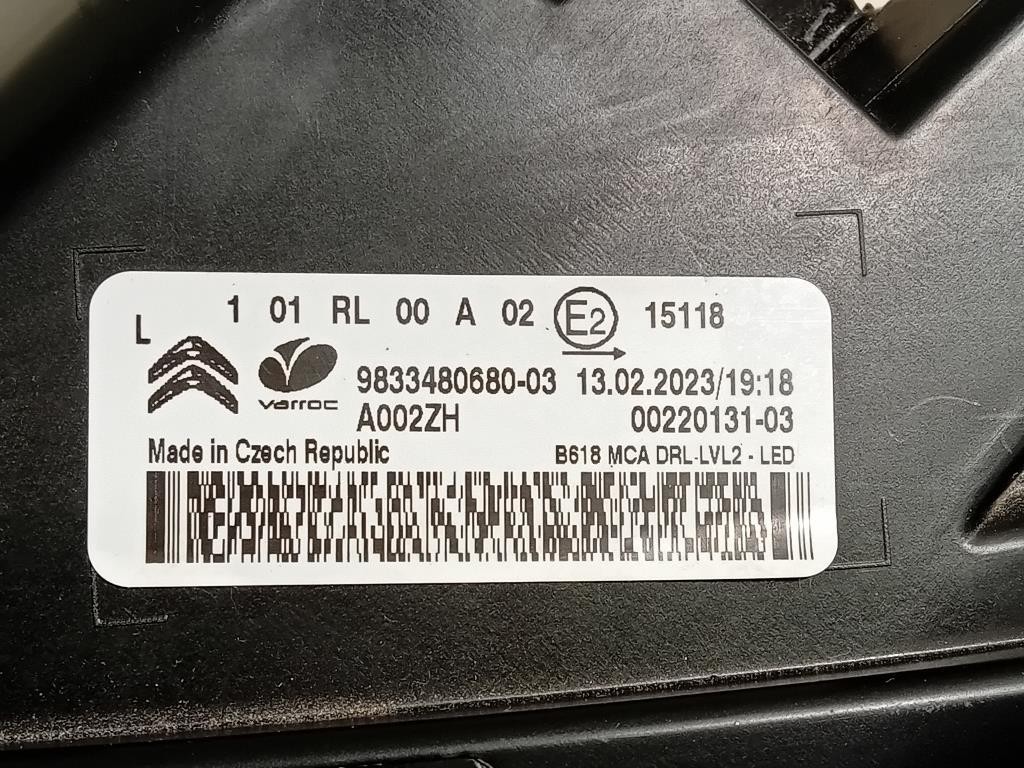 1 01 RL 00 A 02 E2 15118
L
varroc
9833480680-03 13.02.2023/19:18
A002ZH 00220131-03
Made in Czech Republic B618 MCA DRL-LVL2 - LED